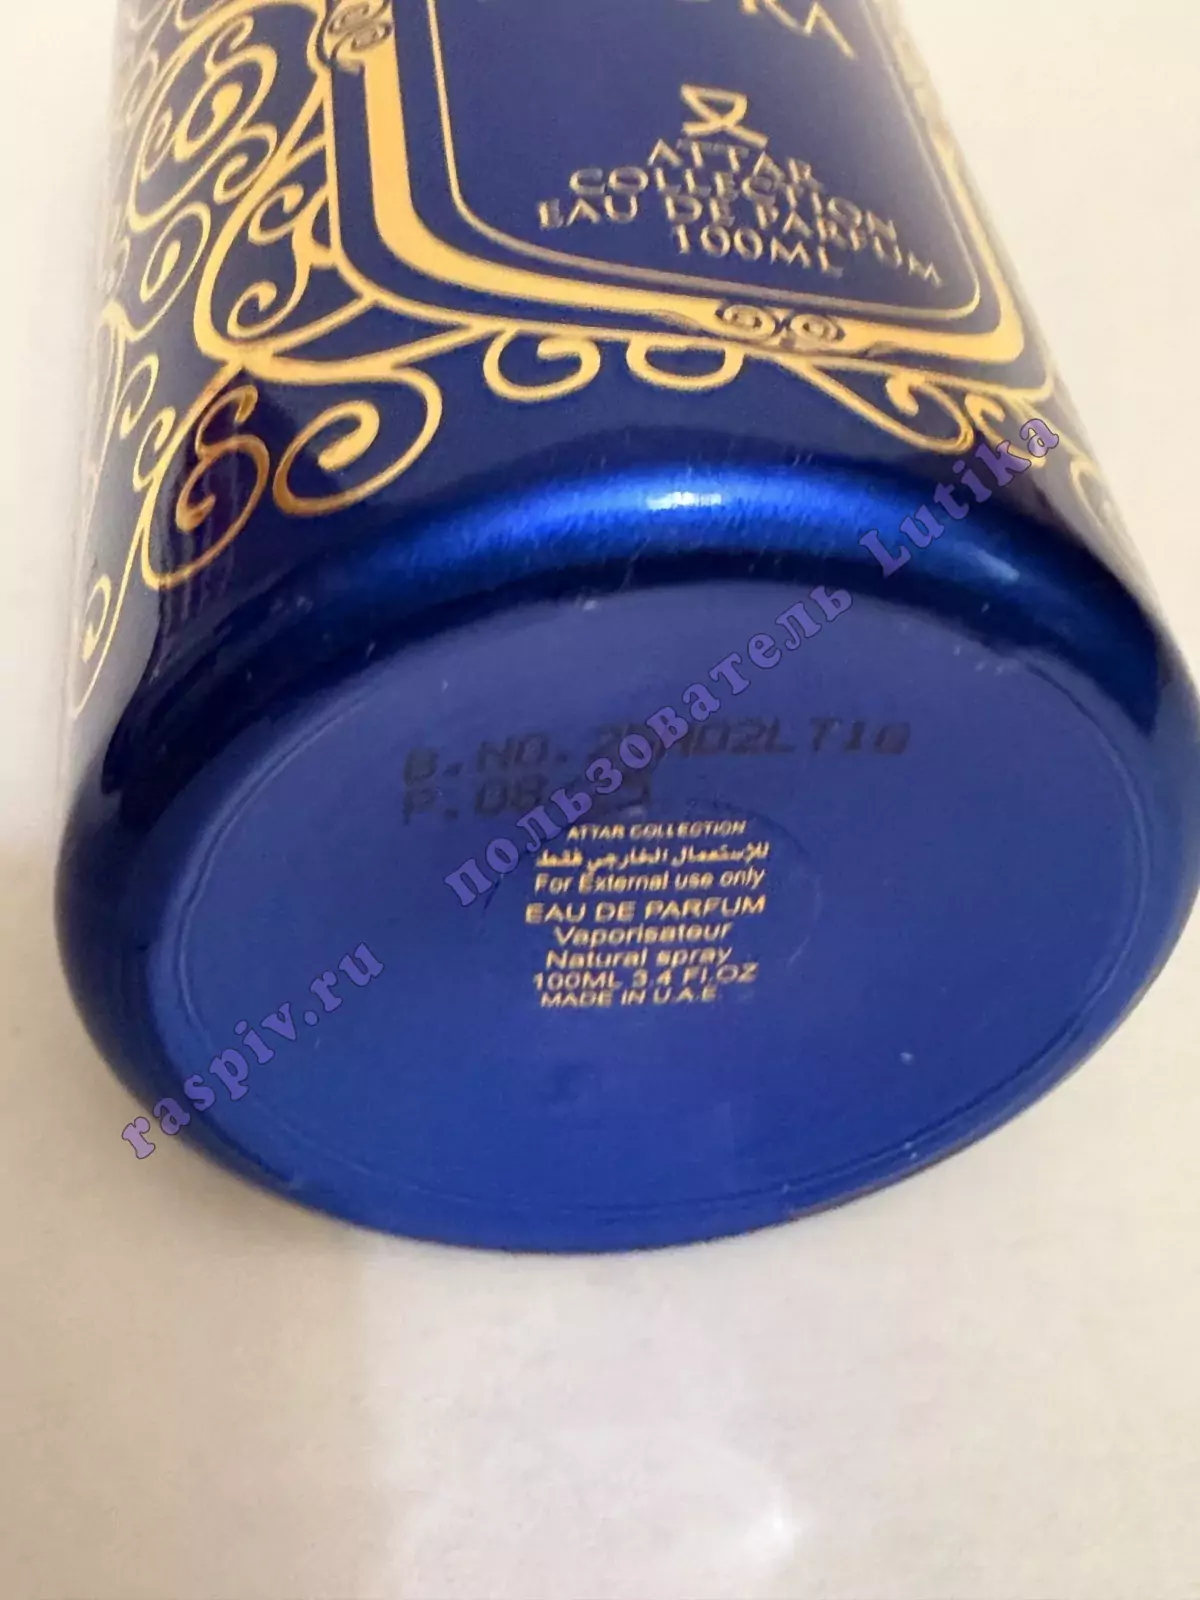 ATTAR
COLLECTION
EAU DE PARFUM
100ML
B.NO.
ATTAR COLLECTION
للإستعمال الخارجي فقط
For External use only
EAU DE PARFUM
Vaporisateur
Natural spray
100ML 3.4 Fl.OZ
MADE IN U.A.E
raspiv.ru пользователь Lutika